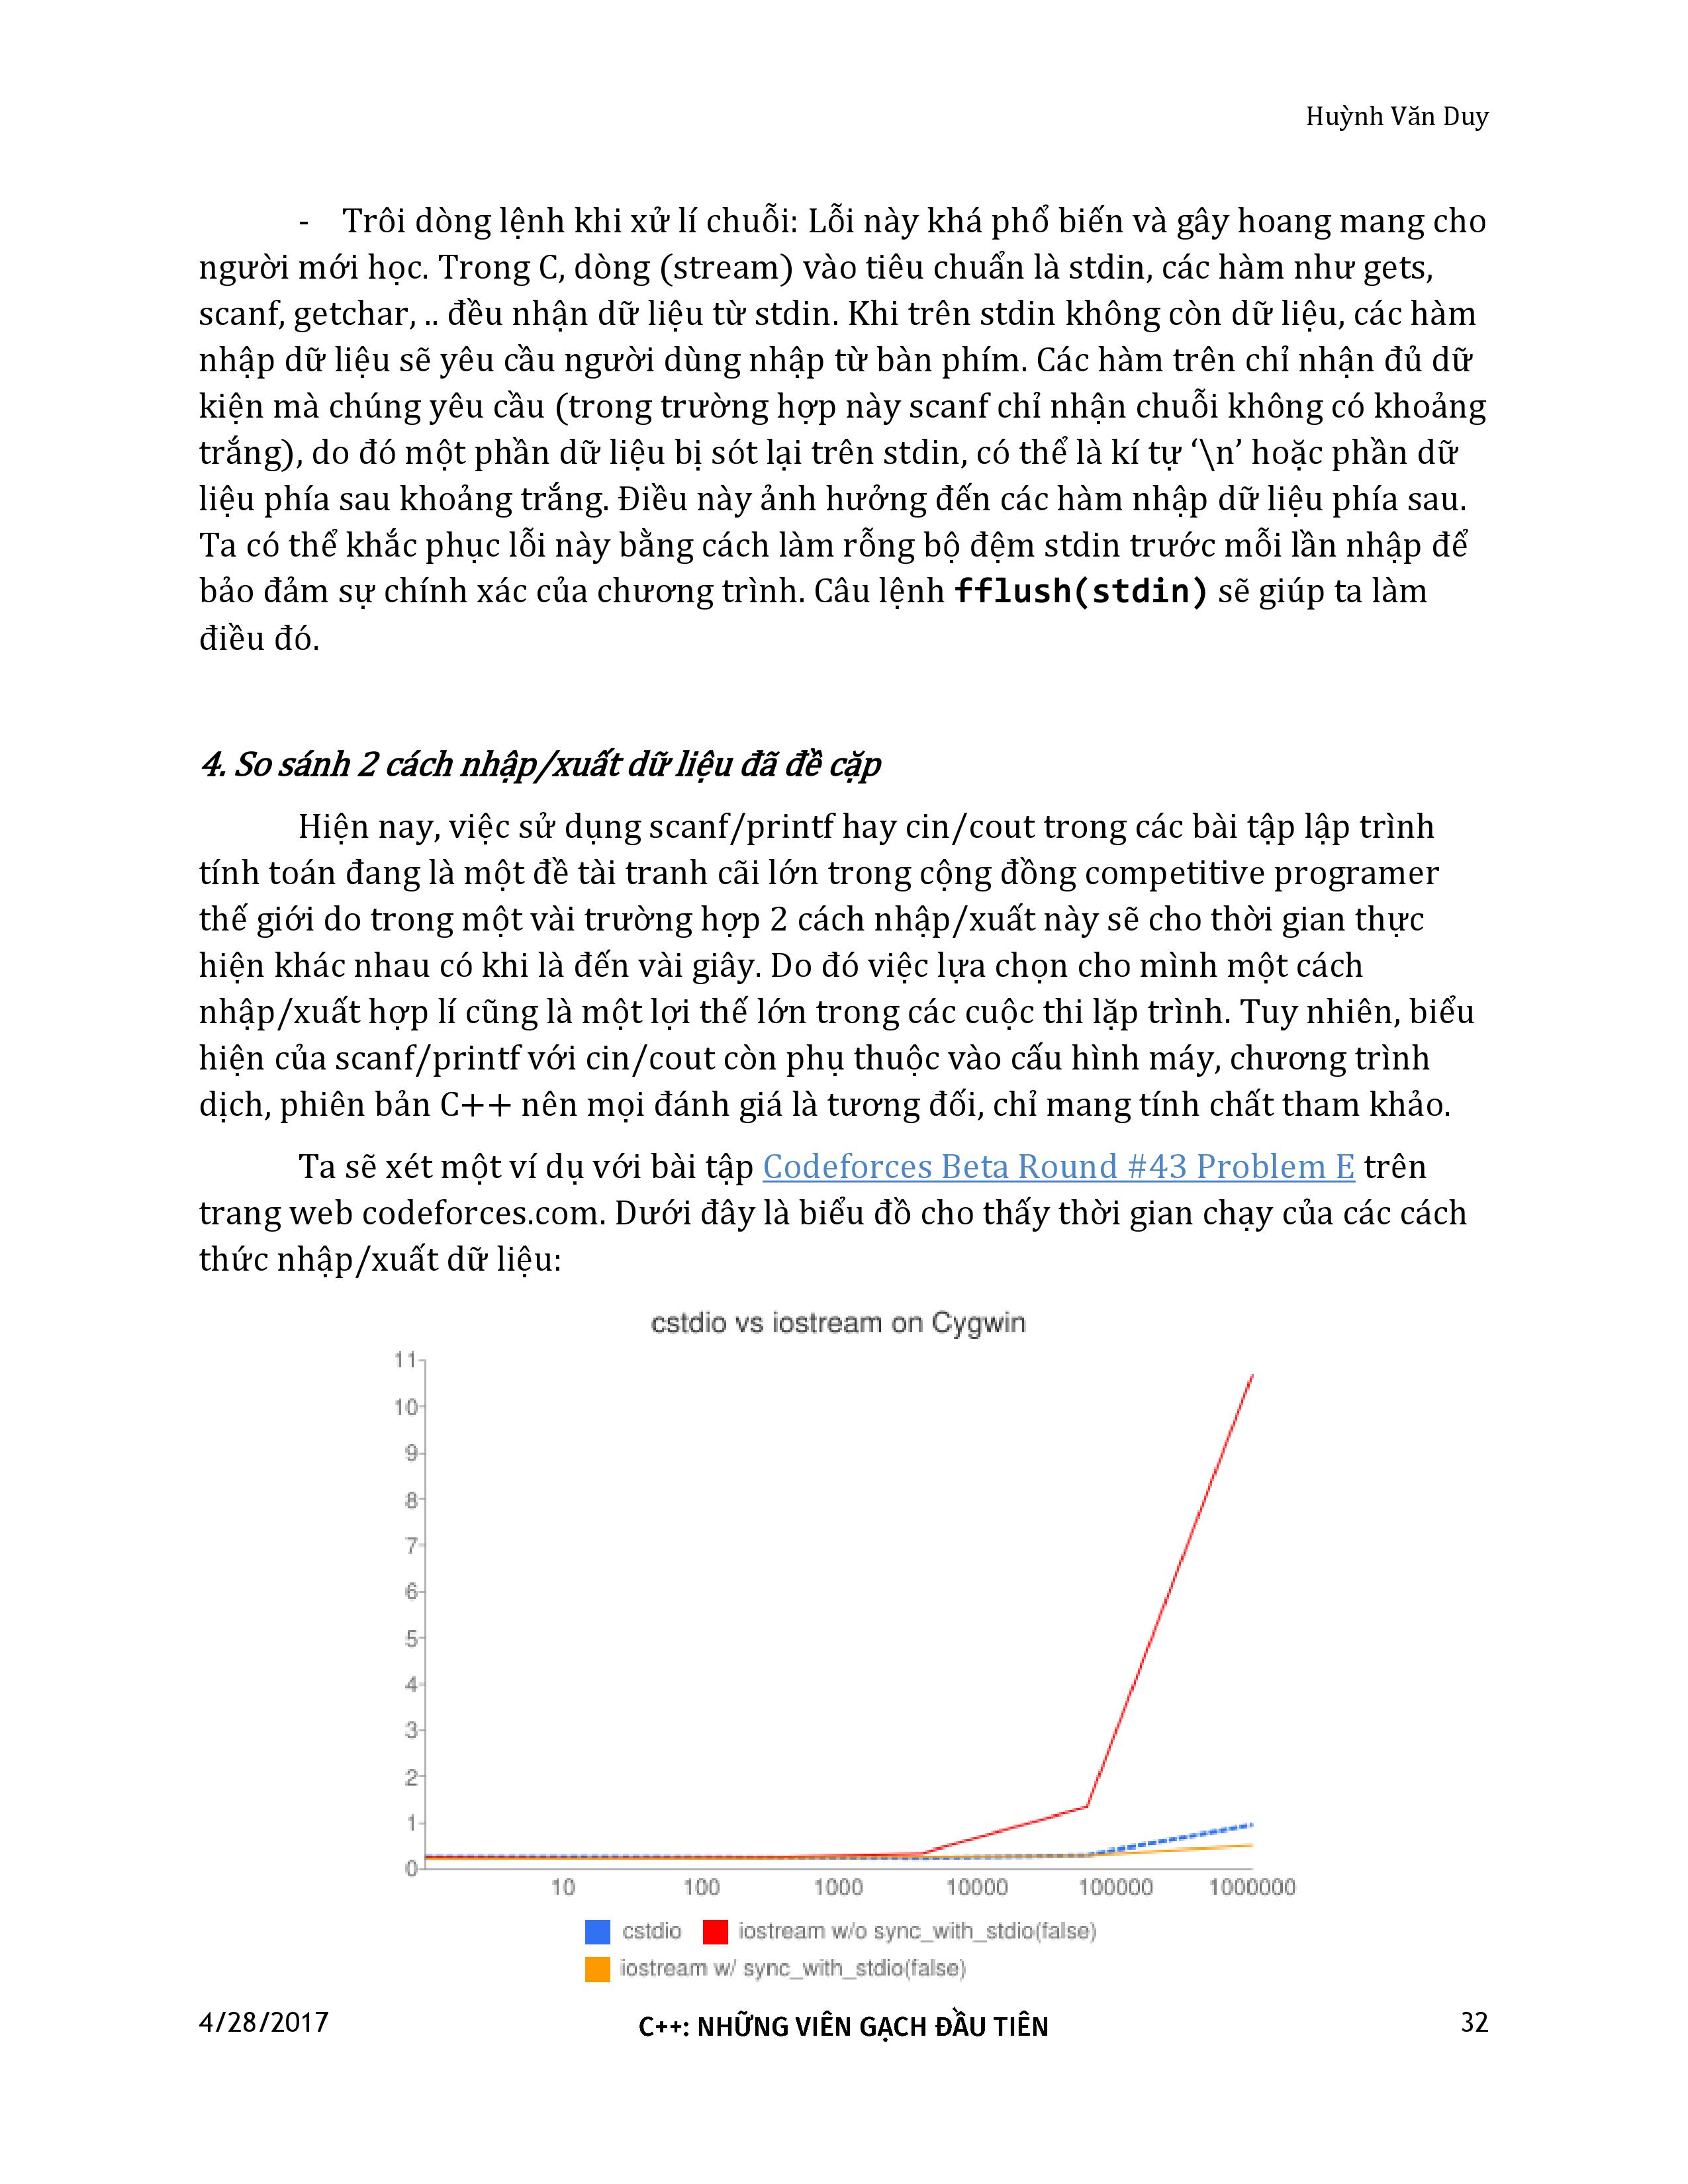 Huỳnh Văn Duy
- Trôi dòng lệnh khi xử lí chuỗi: Lỗi này khá phổ biến và gây hoang mang cho
người mới học. Trong C, dòng (stream) vào tiêu chuẩn là stdin, các hàm như gets,
scanf, getchar, .. đều nhận dữ liệu từ stdin. Khi trên stdin không còn dữ liệu, các hàm
nhập dữ liệu sẽ yêu cầu người dùng nhập từ bàn phím. Các hàm trên chỉ nhận đủ dữ
kiện mà chúng yêu cầu (trong trường hợp này scanf chỉ nhận chuỗi không có khoảng
trắng), do đó một phần dữ liệu bị sót lại trên stdin, có thể là kí tự ‘\n’ hoặc phần dữ
liệu phía sau khoảng trắng. Điều này ảnh hưởng đến các hàm nhập dữ liệu phía sau.
Ta có thể khắc phục lỗi này bằng cách làm rỗng bộ đệm stdin trước mỗi lần nhập để
bảo đảm sự chính xác của chương trình. Câu lệnh fflush(stdin) sẽ giúp ta làm
điều đó.
4. So sánh 2 cách nhập/xuất dữ liệu đã đề cặp
Hiện nay, việc sử dụng scanf/printf hay cin/cout trong các bài tập lập trình
tính toán đang là một đề tài tranh cãi lớn trong cộng đồng competitive programer
thế giới do trong một vài trường hợp 2 cách nhập/xuất này sẽ cho thời gian thực
hiện khác nhau có khi là đến vài giây. Do đó việc lựa chọn cho mình một cách
nhập/xuất hợp lí cũng là một lợi thế lớn trong các cuộc thi lặp trình. Tuy nhiên, biểu
hiện của scanf/printf với cin/cout còn phụ thuộc vào cấu hình máy, chương trình
dịch, phiên bản C++ nên mọi đánh giá là tương đối, chỉ mang tính chất tham khảo.
Ta sẽ xét một ví dụ với bài tập Codeforces Beta Round #43 Problem E trên
trang web codeforces.com. Dưới đây là biểu đồ cho thấy thời gian chạy của các cách
thức nhập/xuất dữ liệu:
cstdio vs iostream on Cygwin
11
10
9
8
7
6
5
4
3
2
1
0
10 100 1000 10000 100000 1000000
cstdio iostream w/o sync_with_stdio(false)
iostream w/ sync_with_stdio(false)
4/28/2017 C++: NHỮNG VIÊN GẠCH ĐẦU TIÊN 32